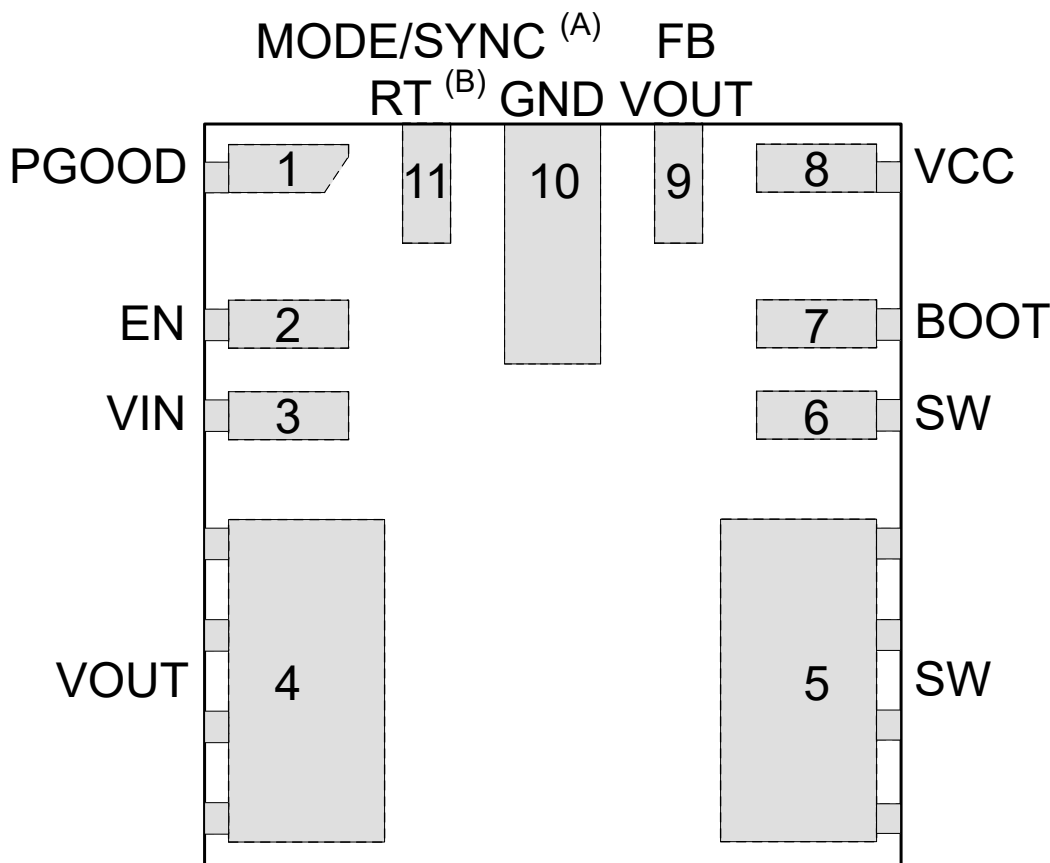 MODE/SYNC (A) FB
RT (B) GND VOUT
PGOOD 1 11 10 9 8 VCC
EN 2 7 BOOT
VIN 3 6 SW
VOUT 4 5 SW